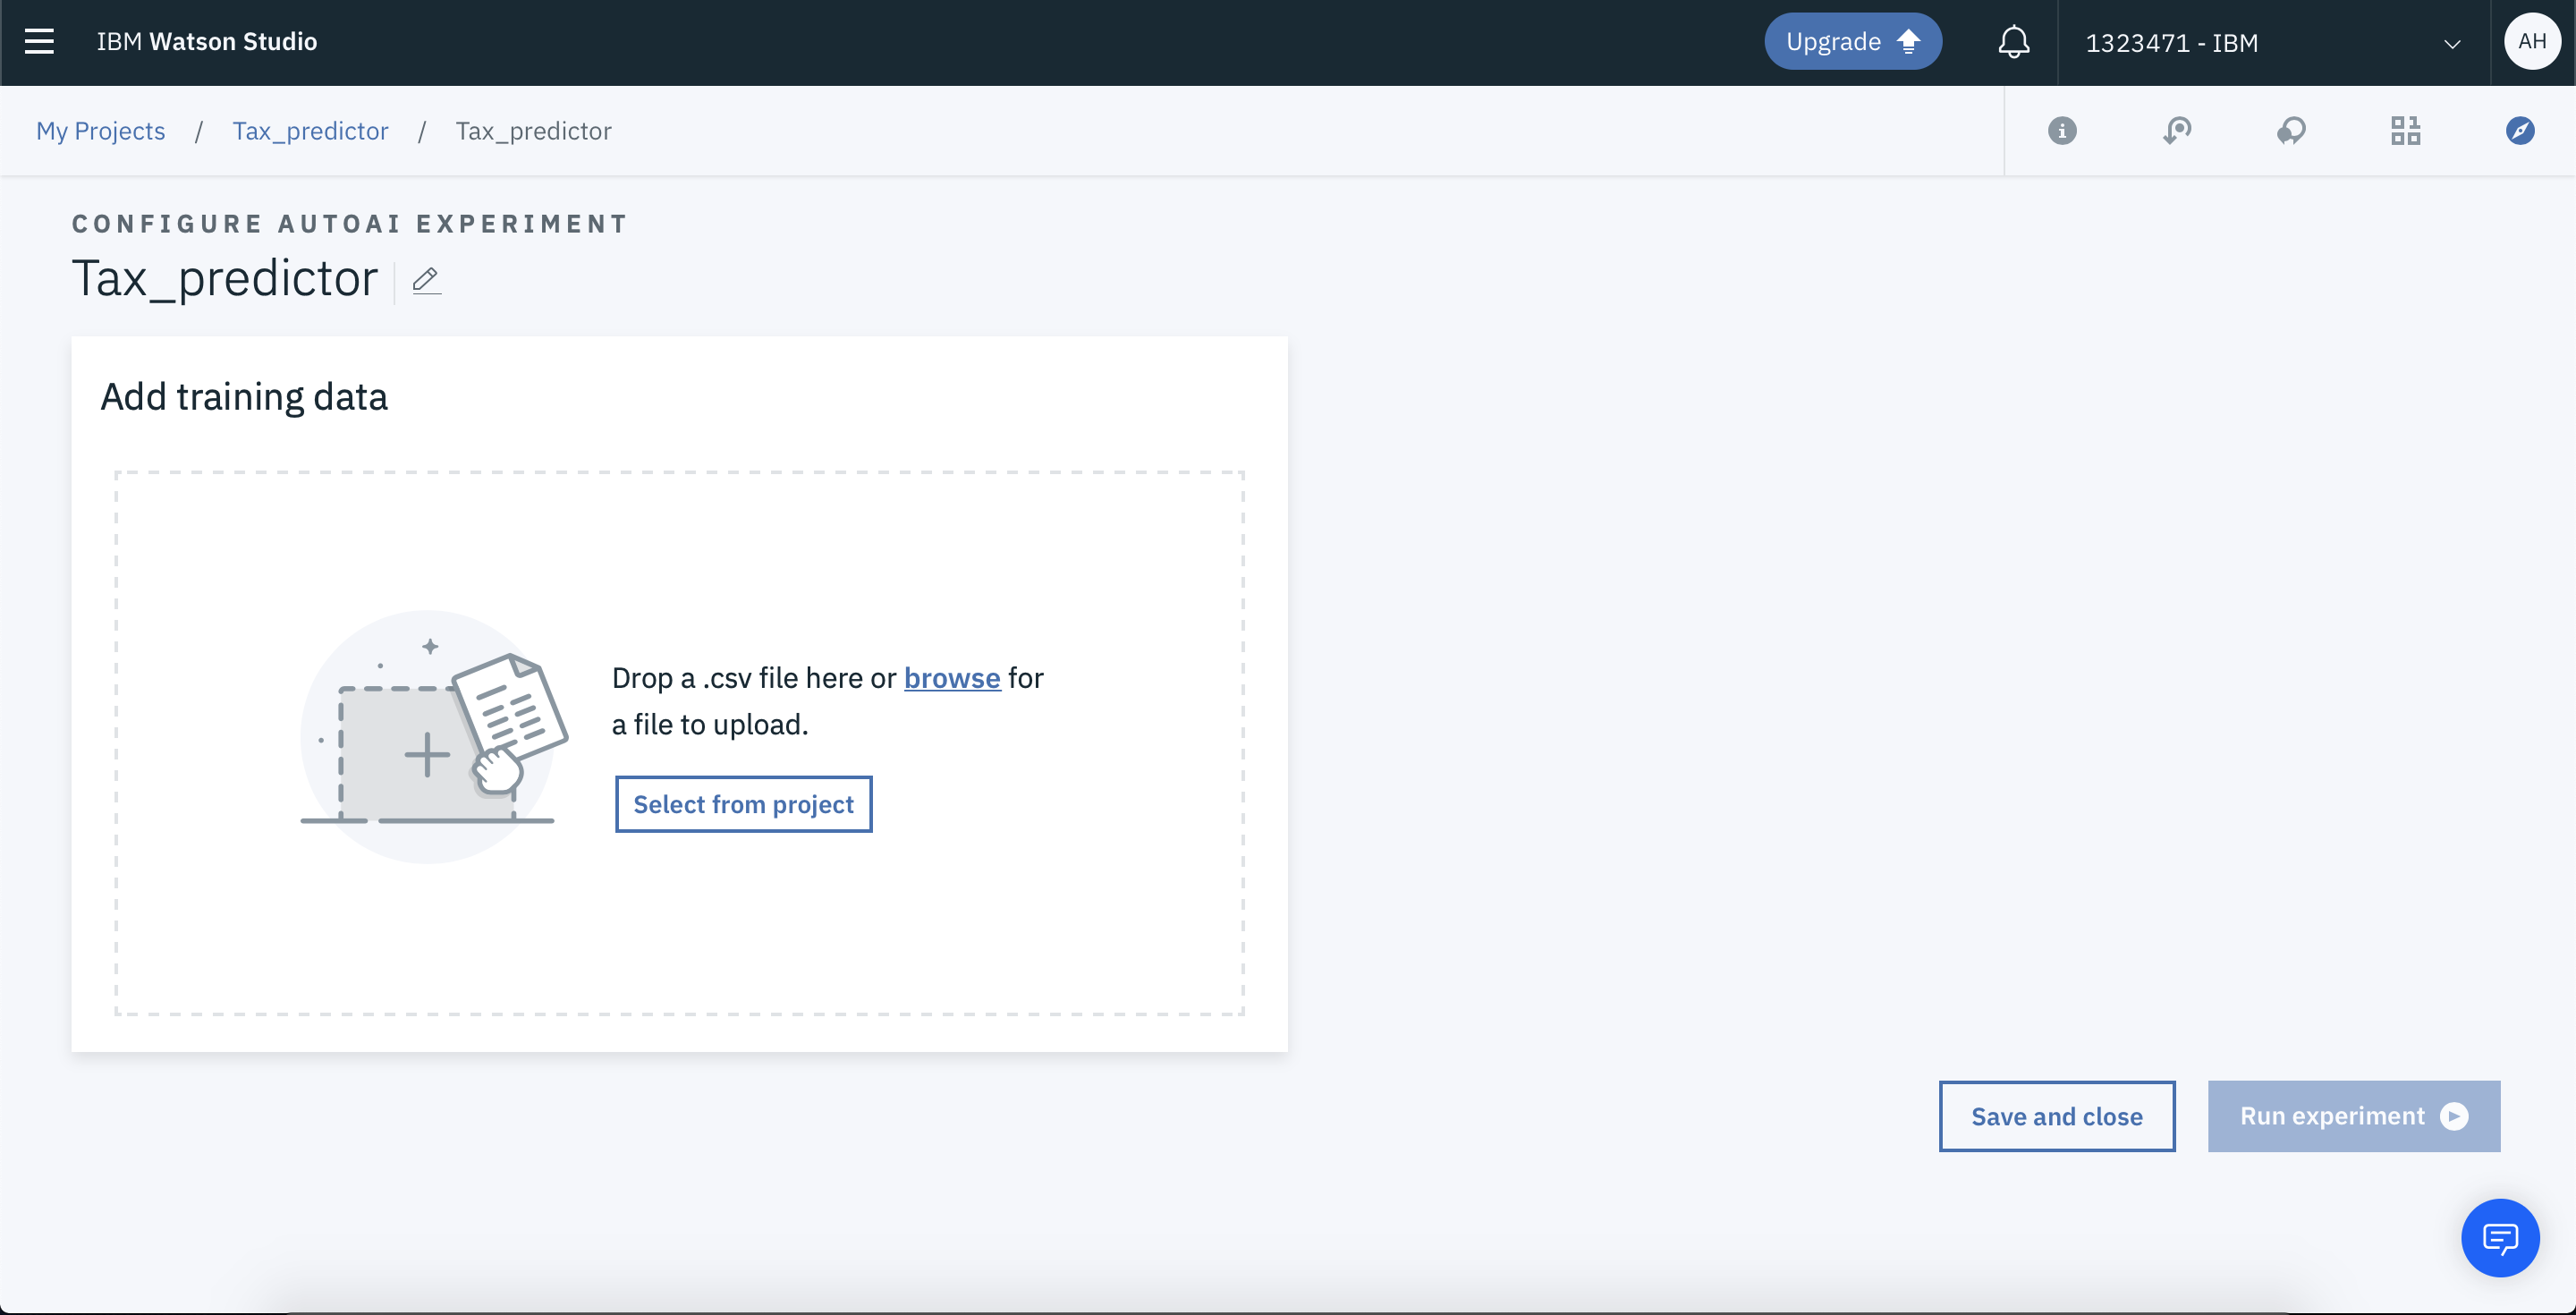 IBM Watson Studio
Upgrade
1323471 - IBM
AH
My Projects / Tax_predictor / Tax_predictor
CONFIGURE AUTOAI EXPERIMENT
Tax_predictor
Add training data
Drop a .csv file here or browse for
a file to upload.
Select from project
Save and close
Run experiment